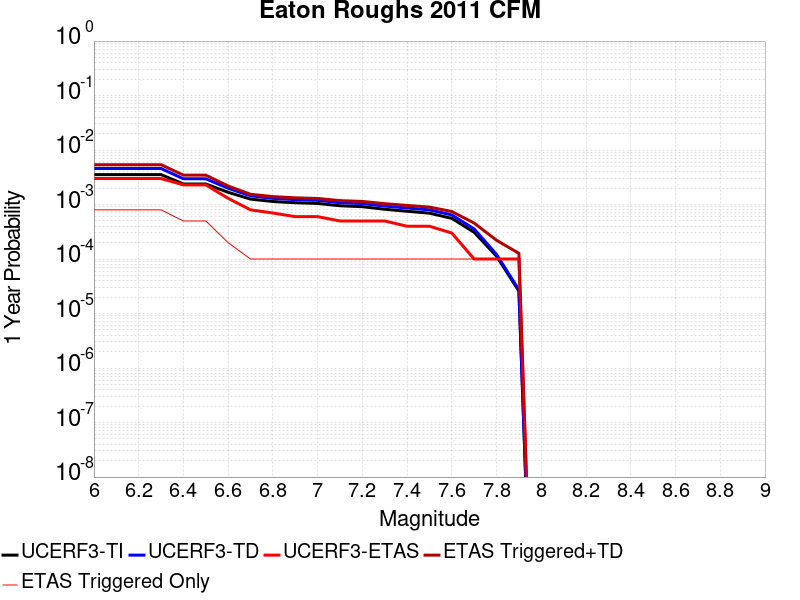 Eaton Roughs 2011 CFM
10^0
10^-1
10^-2
10^-3
10^-4
10^-5
10^-6
10^-7
10^-8
1 Year Probability
6 6.2 6.4 6.6 6.8 7 7.2 7.4 7.6 7.8 8 8.2 8.4 8.6 8.8 9
Magnitude
UCERF3-TI UCERF3-TD UCERF3-ETAS ETAS Triggered+TD
ETAS Triggered Only